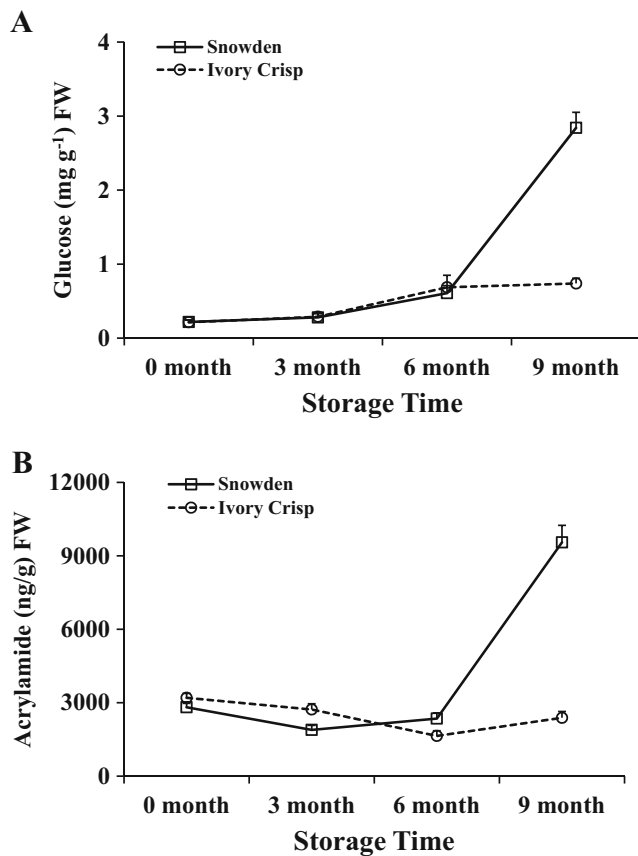 A
Glucose (mg g⁻¹) FW
Snowden
Ivory Crisp
4
3
2
1
0
0 month 3 month 6 month 9 month
Storage Time
B
Acrylamide (ng/g) FW
Snowden
Ivory Crisp
12000
9000
6000
3000
0
0 month 3 month 6 month 9 month
Storage Time